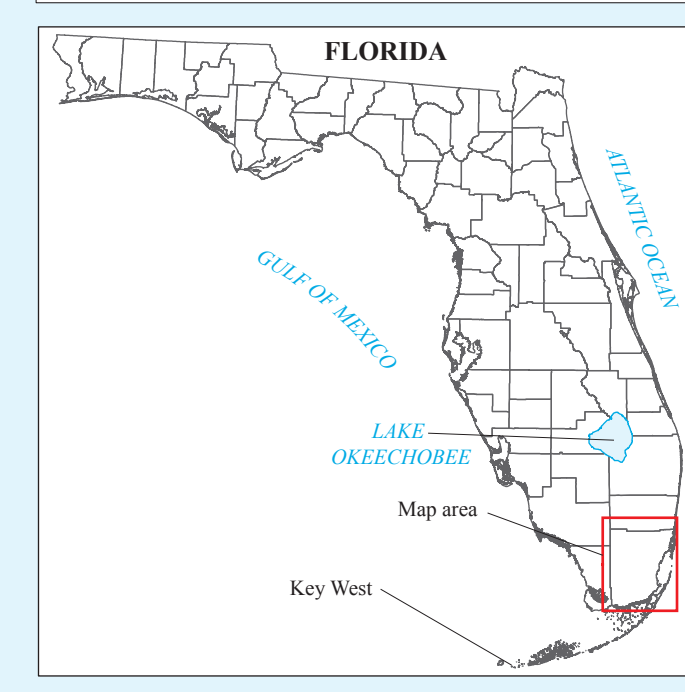 FLORIDA
ATLANTIC OCEAN
GULF OF MEXICO
LAKE
OKEECHOBEE
Map area
Key West